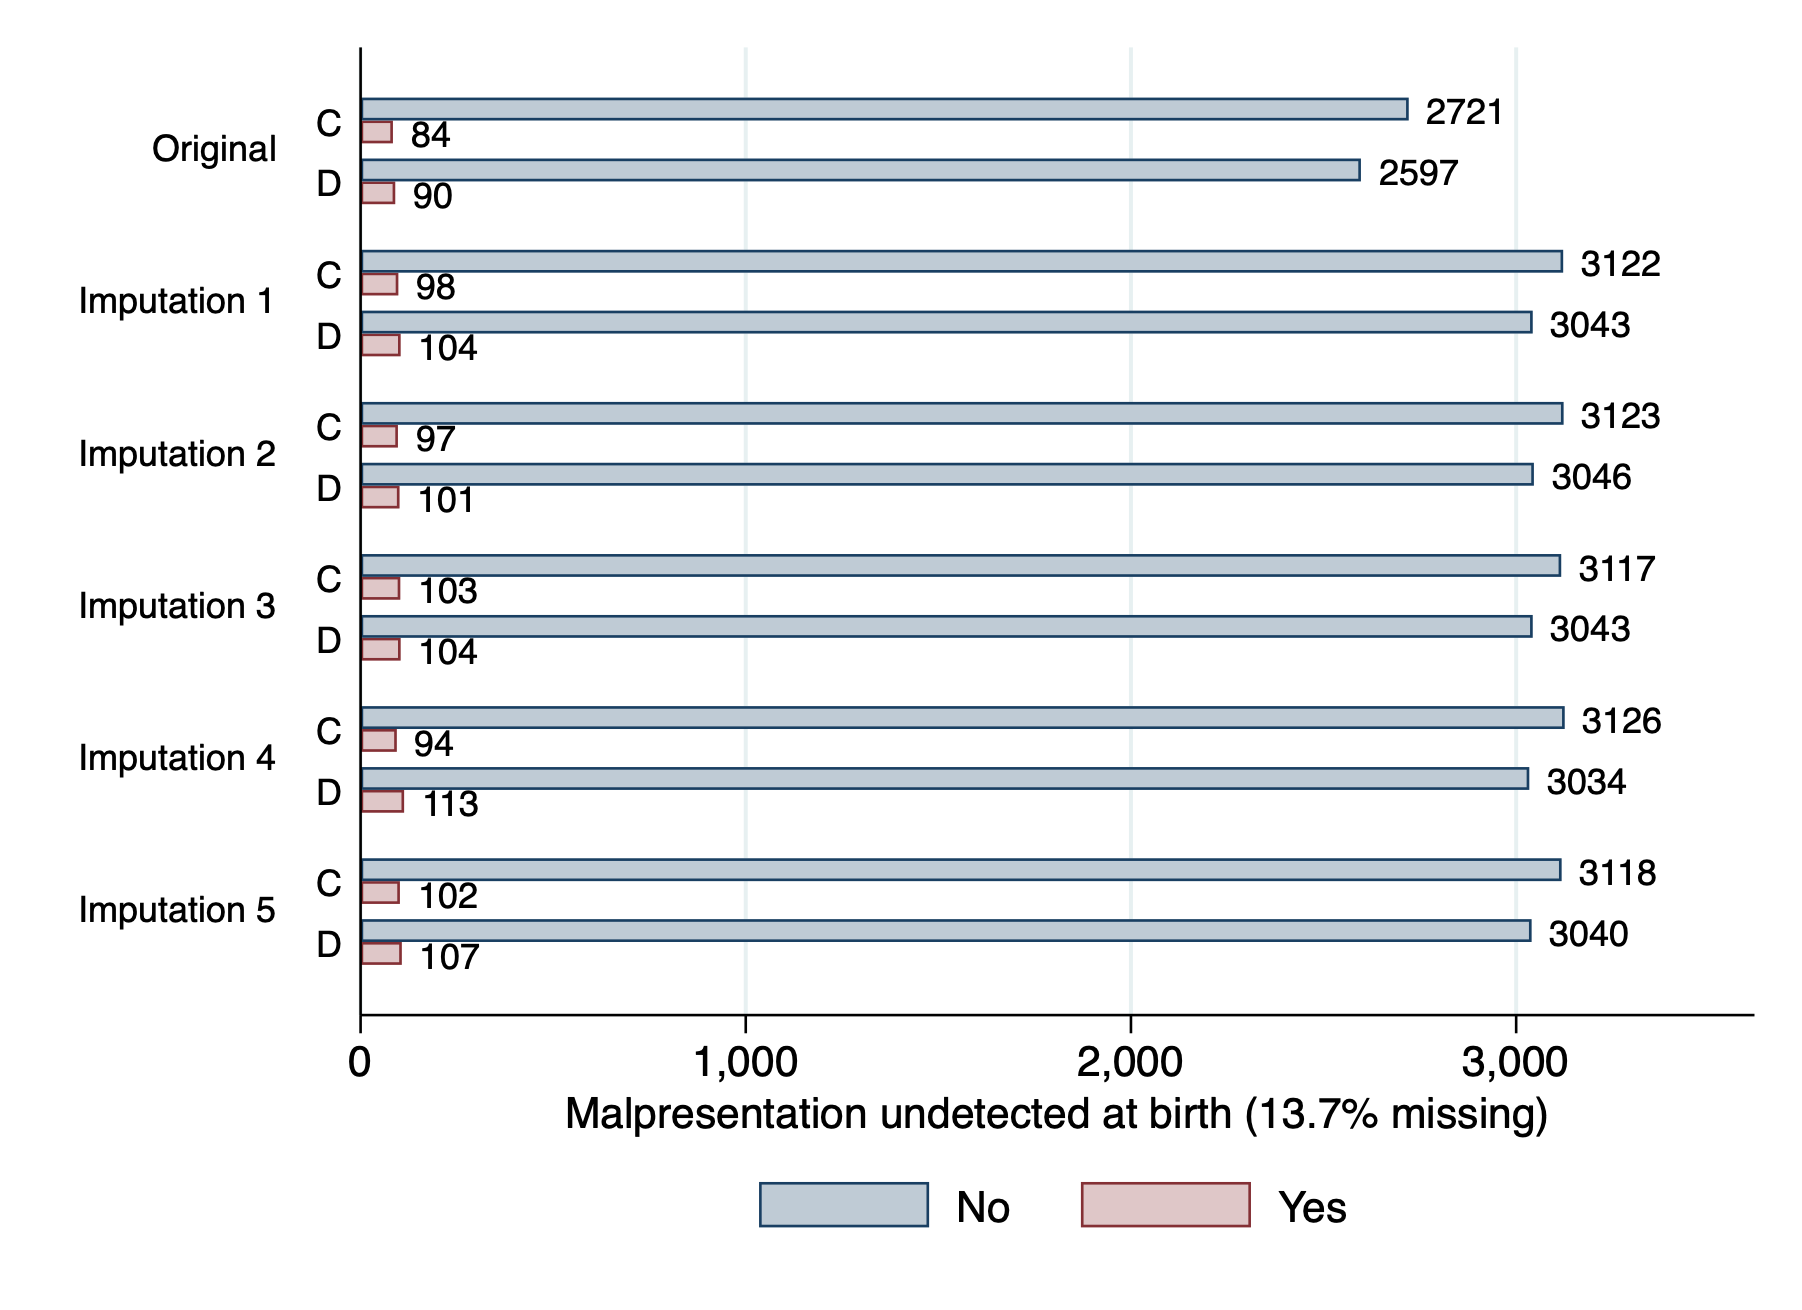 C 2721
84
Original
D 2597
90
C 3122
98
Imputation 1
D 3043
104
C 3123
97
Imputation 2
D 3046
101
C 3117
103
Imputation 3
D 3043
104
C 3126
94
Imputation 4
D 3034
113
C 3118
102
Imputation 5
D 3040
107
0 1,000 2,000 3,000
Malpresentation undetected at birth (13.7% missing)
No Yes